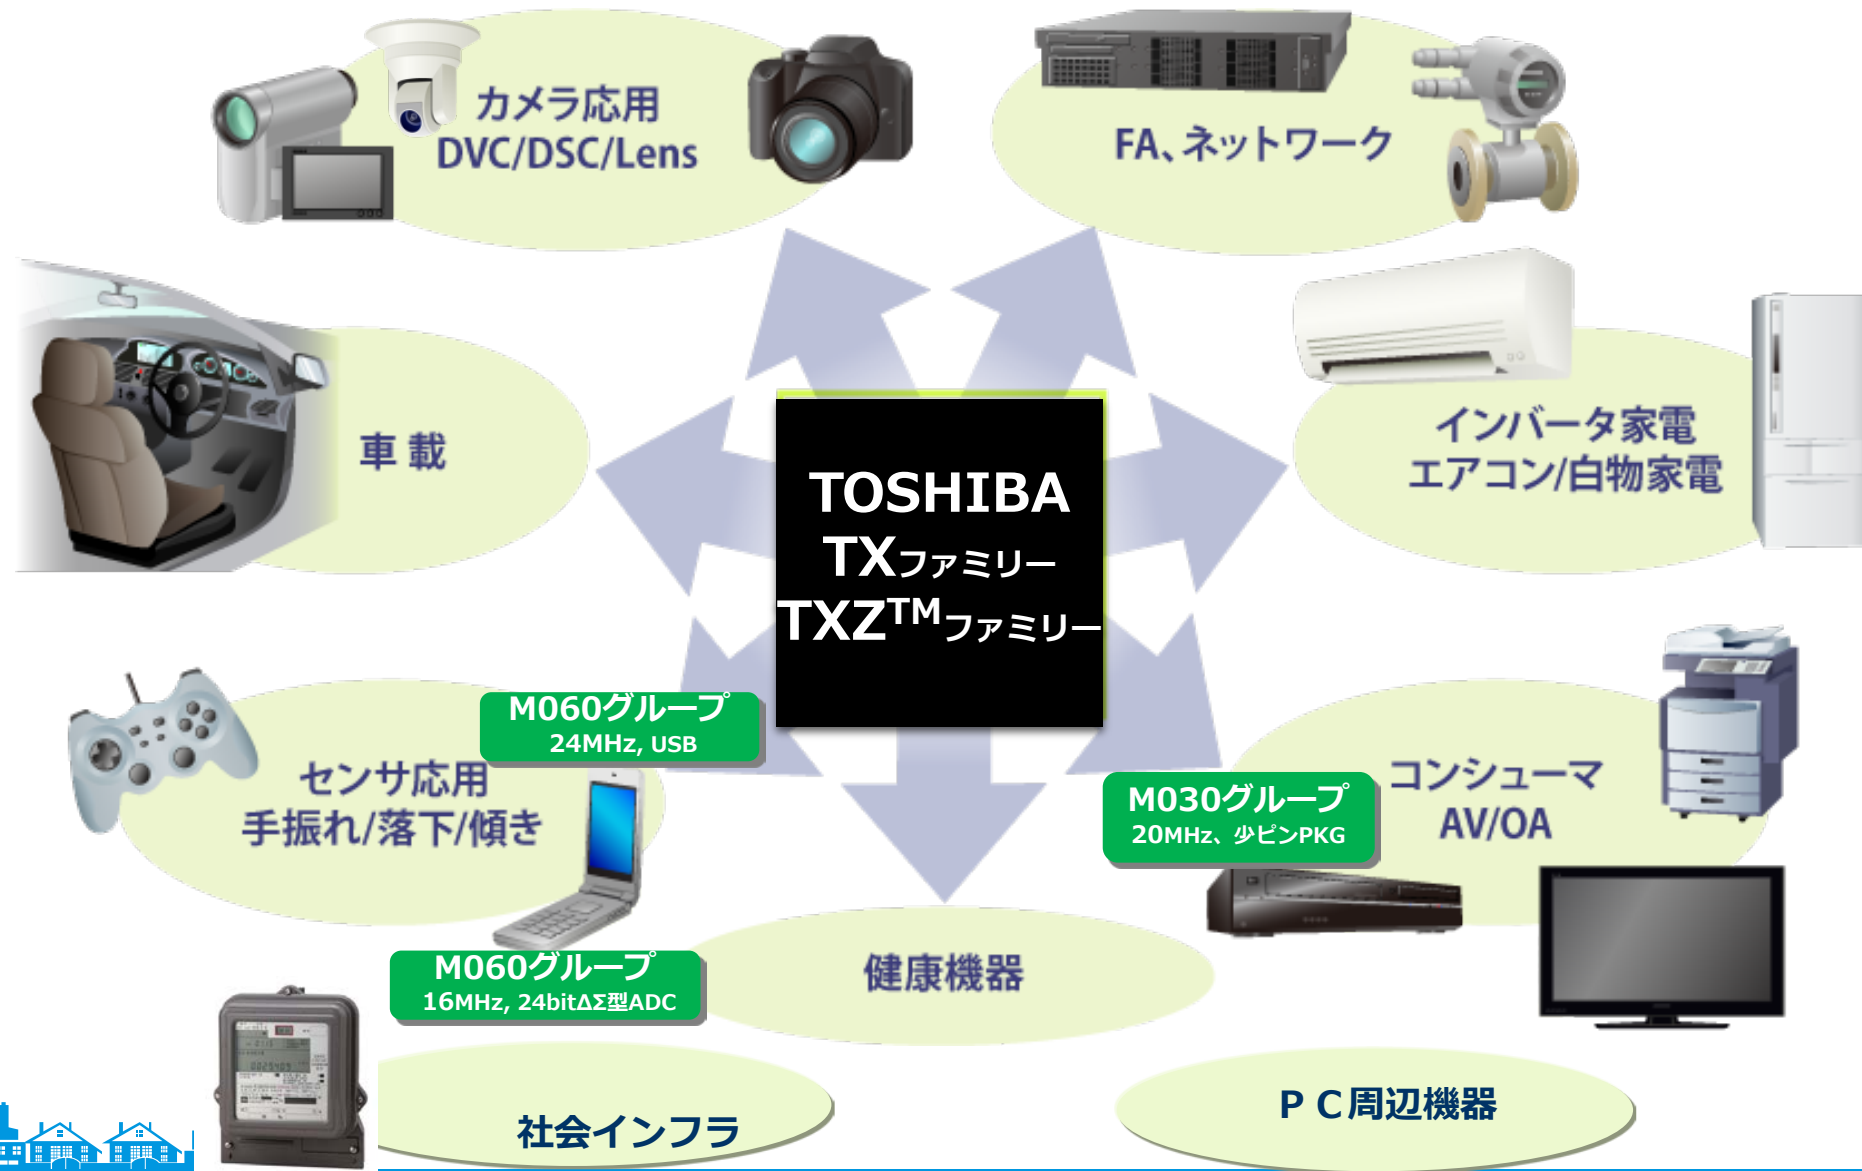 カメラ応用
DVC/DSC/Lens
FA、ネットワーク
車 載
インバータ家電
エアコン/白物家電
TOSHIBA
TXファミリー
TXZTMファミリー
M060グループ
24MHz, USB
センサ応用
手振れ/落下/傾き
M030グループ
20MHz、少ピンPKG
コンシューマ
AV/OA
M060グループ
16MHz, 24bitΔΣ型ADC
健康機器
社会インフラ
ＰＣ周辺機器